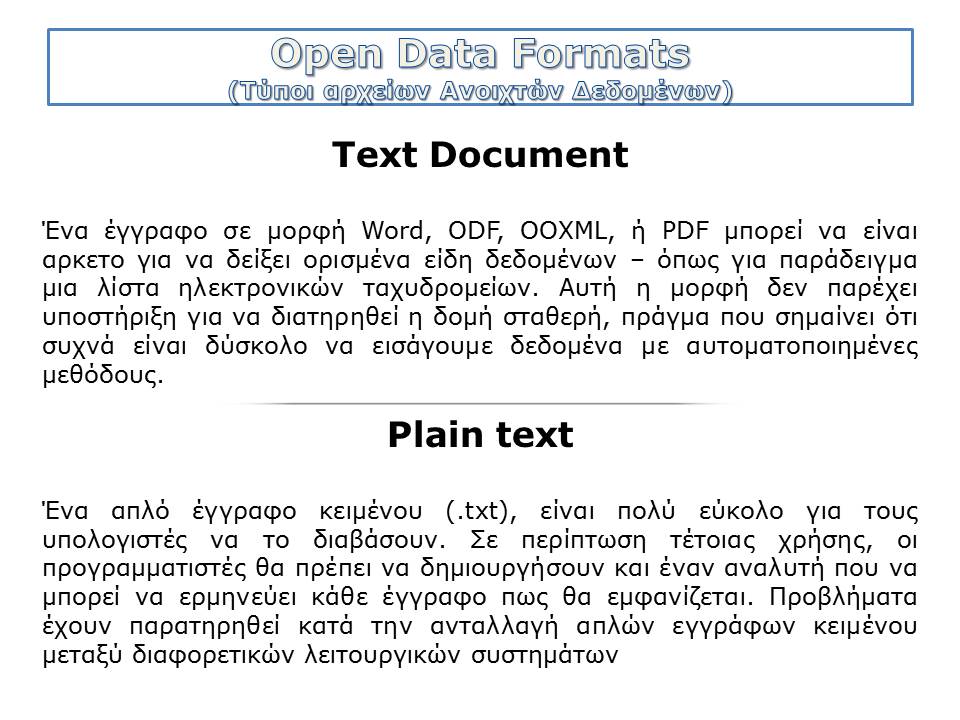 Open Data Formats
(Τύποι αρχείων Ανοιχτών Δεδομένων)
Text Document
Ένα έγγραφο σε μορφή Word, ODF, OOXML, ή PDF μπορεί να είναι
αρκετο για να δείξει ορισμένα είδη δεδομένων – όπως για παράδειγμα
μια λίστα ηλεκτρονικών ταχυδρομείων. Αυτή η μορφή δεν παρέχει
υποστήριξη για να διατηρηθεί η δομή σταθερή, πράγμα που σημαίνει ότι
συχνά είναι δύσκολο να εισάγουμε δεδομένα με αυτοματοποιημένες
μεθόδους.
Plain text
Ένα απλό έγγραφο κειμένου (.txt), είναι πολύ εύκολο για τους
υπολογιστές να το διαβάσουν. Σε περίπτωση τέτοιας χρήσης, οι
προγραμματιστές θα πρέπει να δημιουργήσουν και έναν αναλυτή που να
μπορεί να ερμηνεύει κάθε έγγραφο πως θα εμφανίζεται. Προβλήματα
έχουν παρατηρηθεί κατά την ανταλλαγή απλών εγγράφων κειμένου
μεταξύ διαφορετικών λειτουργικών συστημάτων